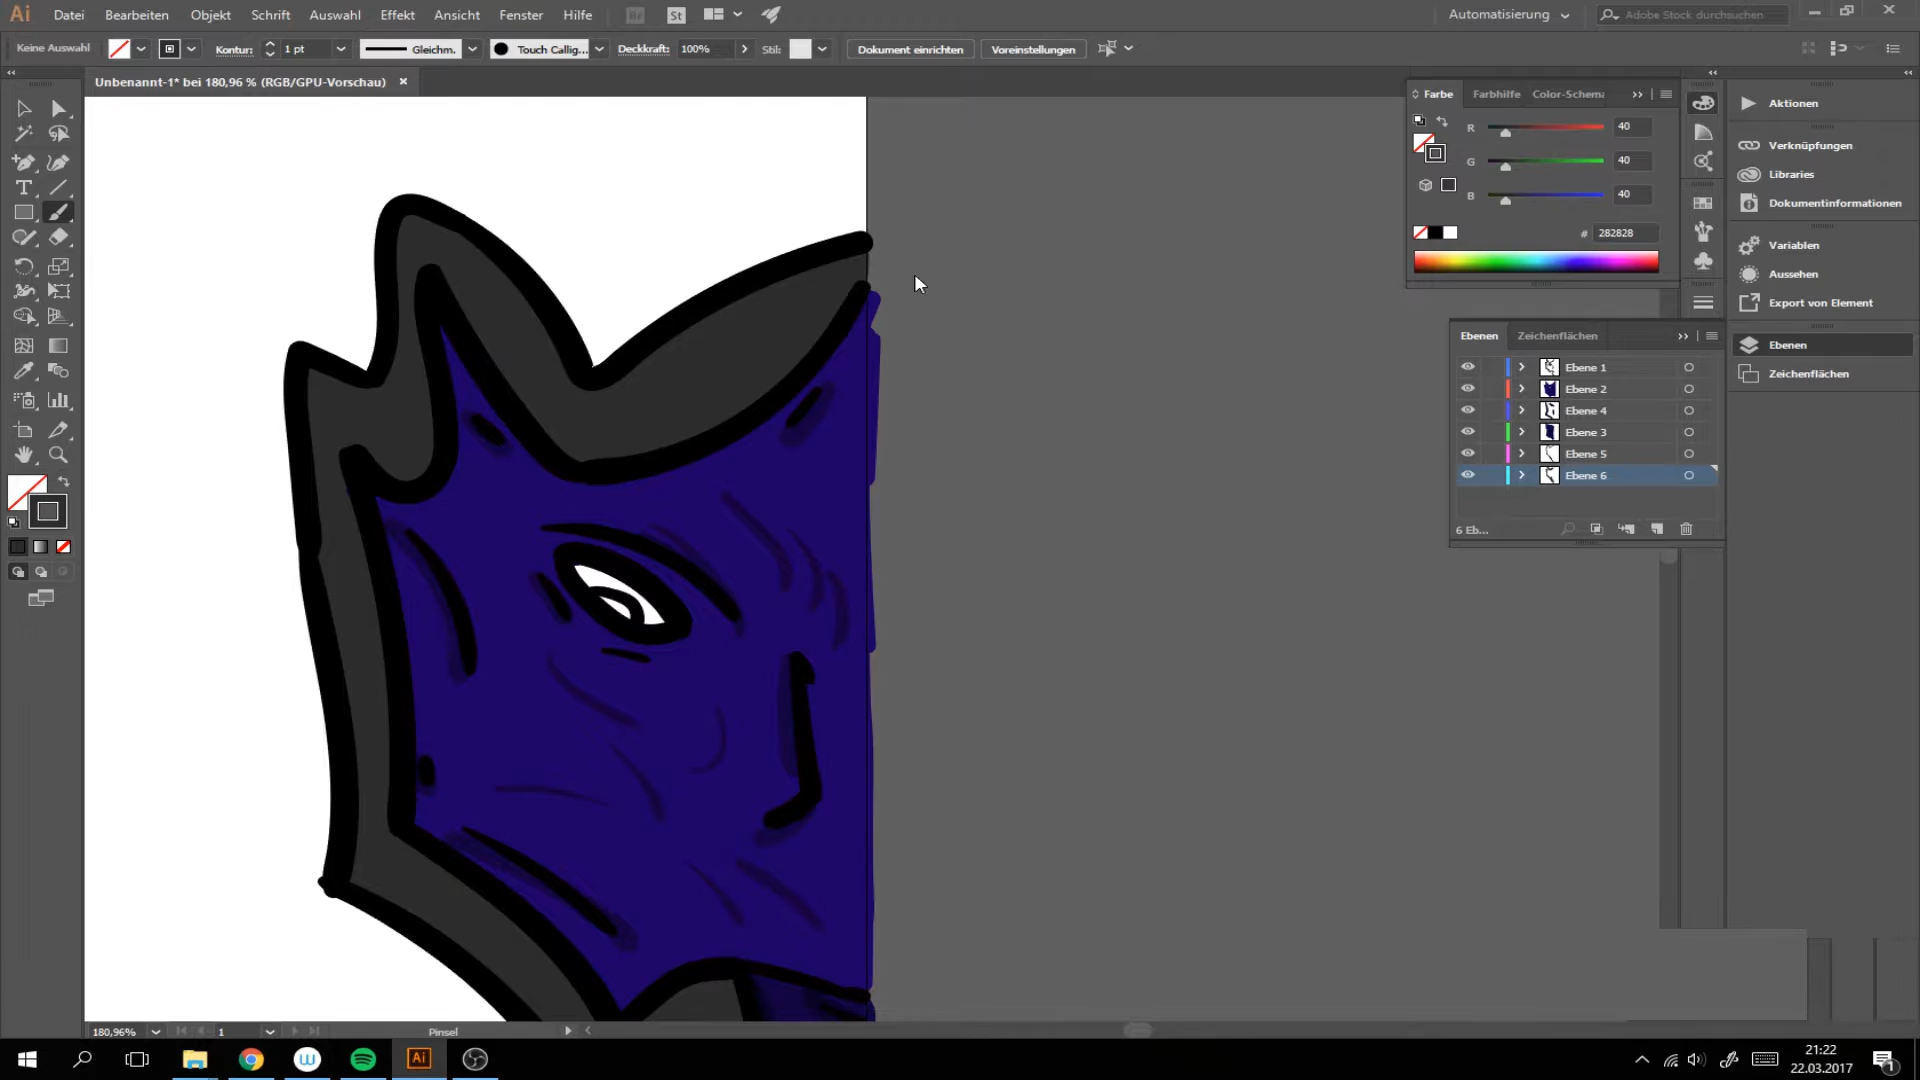 Ai Datei Bearbeiten Objekt Schrift Auswahl Effekt Ansicht Fenster Hilfe Br St Automatisierung Adobe Stock durchsuchen
Keine Auswahl Kontur: 1 pt Gleichm. Touch Callig... Deckkraft: 100% Stil: Dokument einrichten Voreinstellungen
Unbenannt-1* bei 180,96 % (RGB/GPU-Vorschau)
Farbe Farbhilfe Color-Schema
R 40
G 40
B 40
# 282828
Aktionen
Verknüpfungen
Libraries
Dokumentinformationen
Variablen
Aussehen
Export von Element
Ebenen
Zeichenflächen
Ebenen Zeichenflächen
Ebene 1
Ebene 2
Ebene 4
Ebene 3
Ebene 5
Ebene 6
6 Eb...
180,96% 1 Pinsel
Ai
21:22
22.03.2017
1